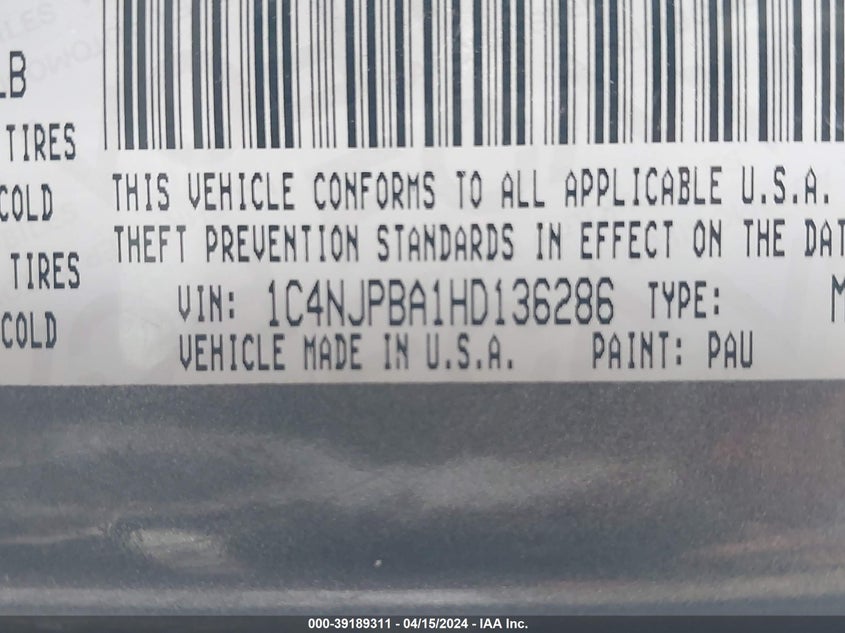 LB
TIRES
COLD
TIRES
COLD
THIS VEHICLE CONFORMS TO ALL APPLICABLE U.S.A.
THEFT PREVENTION STANDARDS IN EFFECT ON THE DAT
VIN: 1C4NJPBA1HD136286 TYPE: M
VEHICLE MADE IN U.S.A. PAINT: PAU
000-39189311 - 04/15/2024 - IAA Inc.